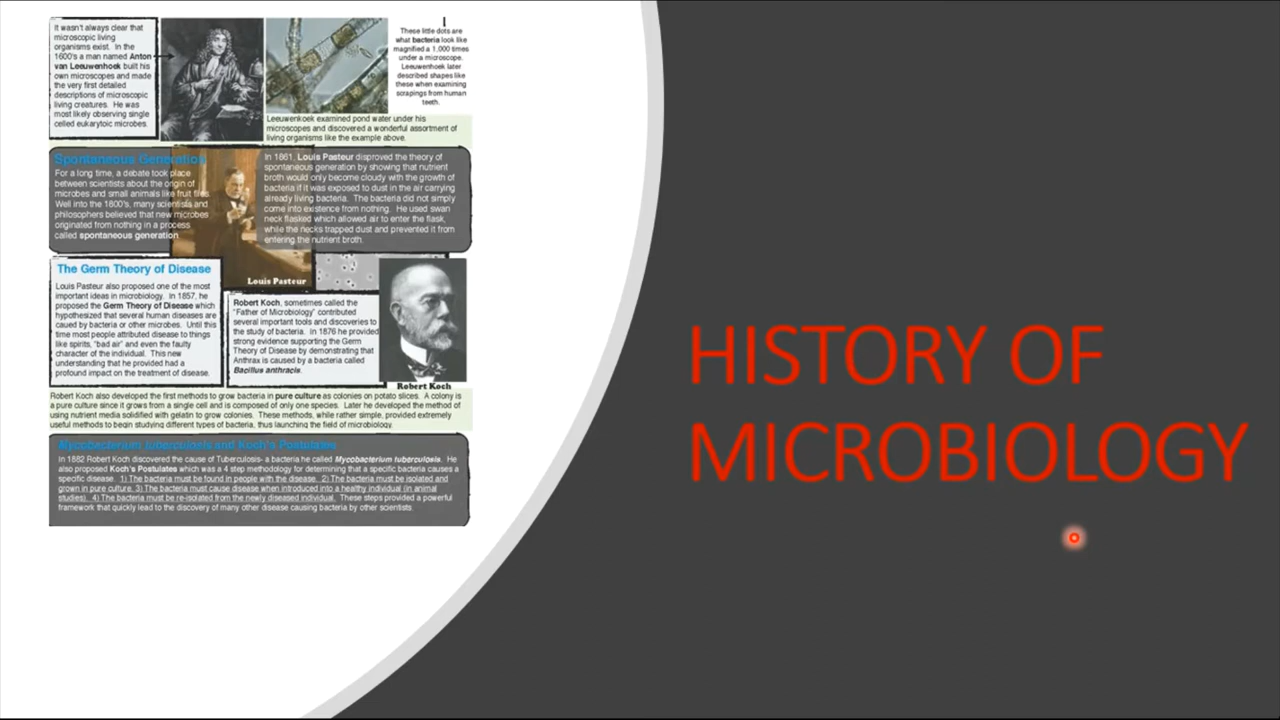 It wasn't always clear that
microscopic living
organisms exist. In the
1600's a man named Anton
van Leeuwenhoek built his
own microscopes and made
the very first detailed
descriptions of microscopic
living creatures. He was
most likely observing single
celled eukaryotic microbes.
These little dots are
what bacteria look like
magnified a 1,000 times
under a microscope.
Leeuwenhoek later
described shapes like
these when examining
scrapings from human
teeth.
Leeuwenkoek examined pond water under his
microscopes and discovered a wonderful assortment of
living organisms like the example above.
Spontaneous Generation
For a long time, a debate took place
between scientists about the origin of
microbes and small animals like fruit flies.
Well into the 1800's, many scientists and
philosophers believed that new microbes
originated from nothing in a process
called spontaneous generation.
In 1861, Louis Pasteur disproved the theory of
spontaneous generation by showing that nutrient
broth would only become cloudy with the growth of
bacteria if it was exposed to dust in the air carrying
already living bacteria. The bacteria did not simply
come into existence from nothing. He used swan
neck flasked which allowed air to enter the flask,
while the necks trapped dust and prevented it from
entering the nutrient broth.
Louis Pasteur
The Germ Theory of Disease
Louis Pasteur also proposed one of the most
important ideas in microbiology. In 1857, he
proposed the Germ Theory of Disease which
hypothesized that several human diseases are
caued by bacteria or other microbes. Until this
time most people attributed disease to things
like spirits, "bad air" and even the faulty
character of the individual. This new
understanding that he provided had a
profound impact on the treatment of disease.
Robert Koch, sometimes called the
"Father of Microbiology" contributed
several important tools and discoveries to
the study of bacteria. In 1876 he provided
strong evidence supporting the Germ
Theory of Disease by demonstrating that
Anthrax is caused by a bacteria called
Bacillus anthracis.
Robert Koch
Robert Koch also developed the first methods to grow bacteria in pure culture as colonies on potato slices. A colony is
a pure culture since it grows from a single cell and is composed of only one species. Later he developed the method of
using nutrient media solidified with gelatin to grow colonies. These methods, while rather simple, provided extremely
useful methods to begin studying different types of bacteria, thus launching the field of microbiology.
Mycobacterium tuberculosis and Koch's Postulates
In 1882 Robert Koch discovered the cause of Tuberculosis- a bacteria he called Mycobacterium tuberculosis. He
also proposed Koch's Postulates which was a 4 step methodology for determining that a specific bacteria causes a
specific disease. 1) The bacteria must be found in people with the disease. 2) The bacteria must be isolated and
grown in pure culture. 3) The bacteria must cause disease when introduced into a healthy individual (in animal
studies). 4) The bacteria must be re-isolated from the newly diseased individual. These steps provided a powerful
framework that quickly lead to the discovery of many other disease causing bacteria by other scientists.
HISTORY OF
MICROBIOLOGY